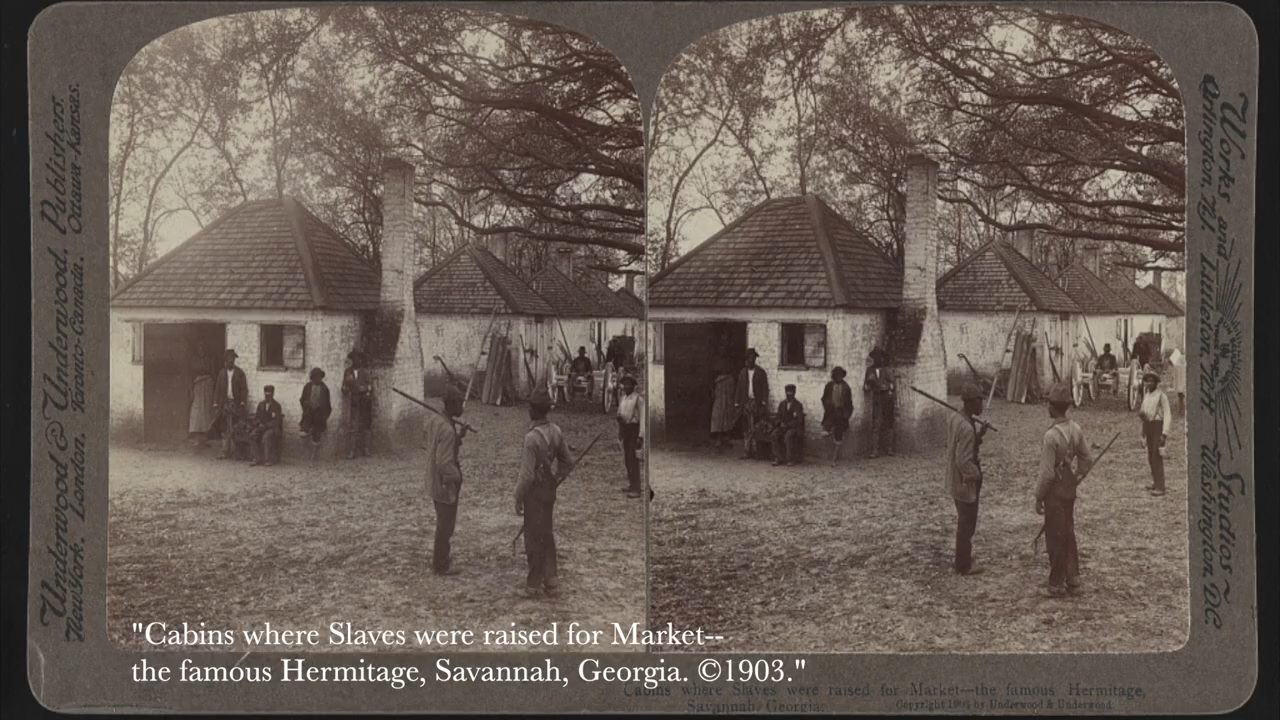 Underwood & Underwood, Publishers.
New York, London, Toronto-Canada, Ottawa-Kansas.
Works and Studios
Arlington, N.J. Littleton, N.H. Washington, D.C.
"Cabins where Slaves were raised for Market--
the famous Hermitage, Savannah, Georgia. ©1903."
Cabins where Slaves were raised for Market—the famous Hermitage,
Savannah, Georgia.
Copyright by Underwood & Underwood.